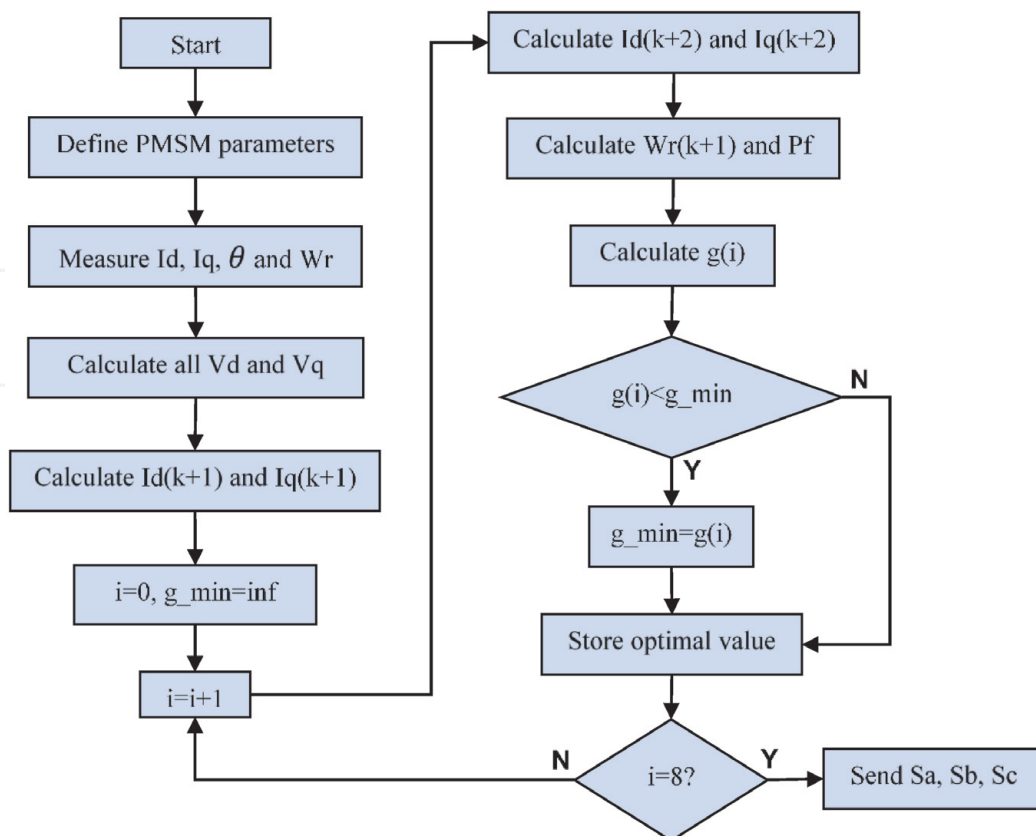 Start
Define PMSM parameters
Measure Id, Iq, θ and Wr
Calculate all Vd and Vq
Calculate Id(k+1) and Iq(k+1)
i=0, g_min=inf
i=i+1
Calculate Id(k+2) and Iq(k+2)
Calculate Wr(k+1) and Pf
Calculate g(i)
g(i)<g_min
N
Y
g_min=g(i)
Store optimal value
i=8?
N
Y
Send Sa, Sb, Sc